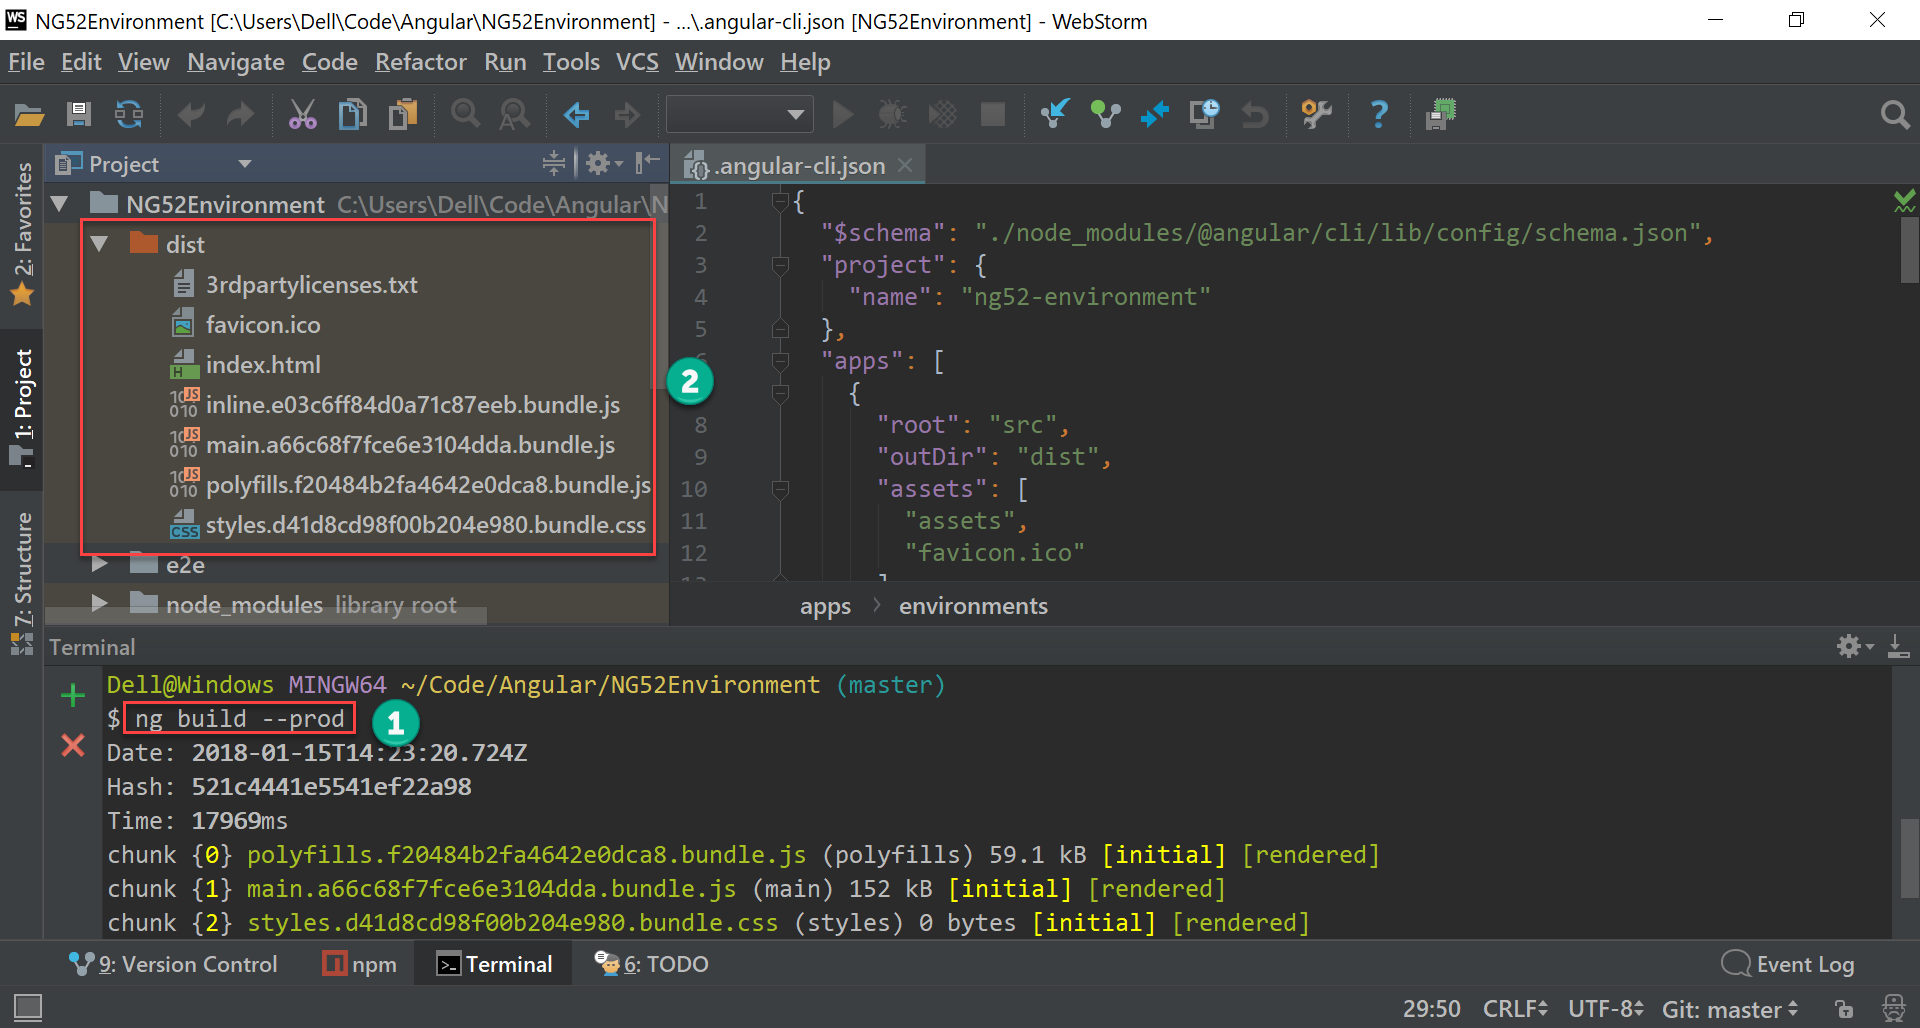 WS NG52Environment [C:\Users\Dell\Code\Angular\NG52Environment] - ...\.angular-cli.json [NG52Environment] - WebStorm
File Edit View Navigate Code Refactor Run Tools VCS Window Help
Project
.angular-cli.json
2: Favorites
1: Project
7: Structure
NG52Environment C:\Users\Dell\Code\Angular\N
dist
3rdpartylicenses.txt
favicon.ico
index.html
inline.e03c6ff84d0a71c87eeb.bundle.js
main.a66c68f7fce6e3104dda.bundle.js
polyfills.f20484b2fa4642e0dca8.bundle.js
styles.d41d8cd98f00b204e980.bundle.css
e2e
node_modules library root
2
1 {
2 "$schema": "./node_modules/@angular/cli/lib/config/schema.json",
3 "project": {
4 "name": "ng52-environment"
5 },
6 "apps": [
{
8 "root": "src",
9 "outDir": "dist",
10 "assets": [
11 "assets",
12 "favicon.ico"
13 ]
apps > environments
Terminal
Dell@Windows MINGW64 ~/Code/Angular/NG52Environment (master)
$ ng build --prod
1
Date: 2018-01-15T14:23:20.724Z
Hash: 521c4441e5541ef22a98
Time: 17969ms
chunk {0} polyfills.f20484b2fa4642e0dca8.bundle.js (polyfills) 59.1 kB [initial] [rendered]
chunk {1} main.a66c68f7fce6e3104dda.bundle.js (main) 152 kB [initial] [rendered]
chunk {2} styles.d41d8cd98f00b204e980.bundle.css (styles) 0 bytes [initial] [rendered]
9: Version Control npm Terminal 6: TODO Event Log
29:50 CRLF UTF-8 Git: master